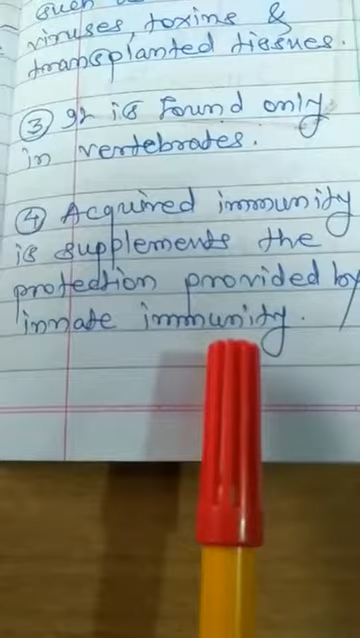 such
viruses, toxins &
transplanted tissues.
③ It is found only
in vertebrates.
④ Acquired immunity
is supplements the
protection provided by
innate immunity.